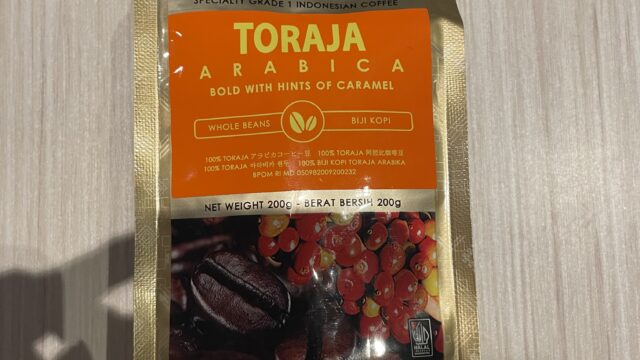 SPECIALTY GRADE 1 INDONESIAN COFFEE
TORAJA
ARABICA
BOLD WITH HINTS OF CARAMEL
WHOLE BEANS BIJI KOPI
100% TORAJA アラビカコーヒー豆 100% TORAJA 阿拉比咖啡豆
100% TORAJA 아라비카 원두 100% BIJI KOPI TORAJA ARABIKA
BPOM RI MD 050982009200232
NET WEIGHT 200g - BERAT BERSIH 200g
HALAL